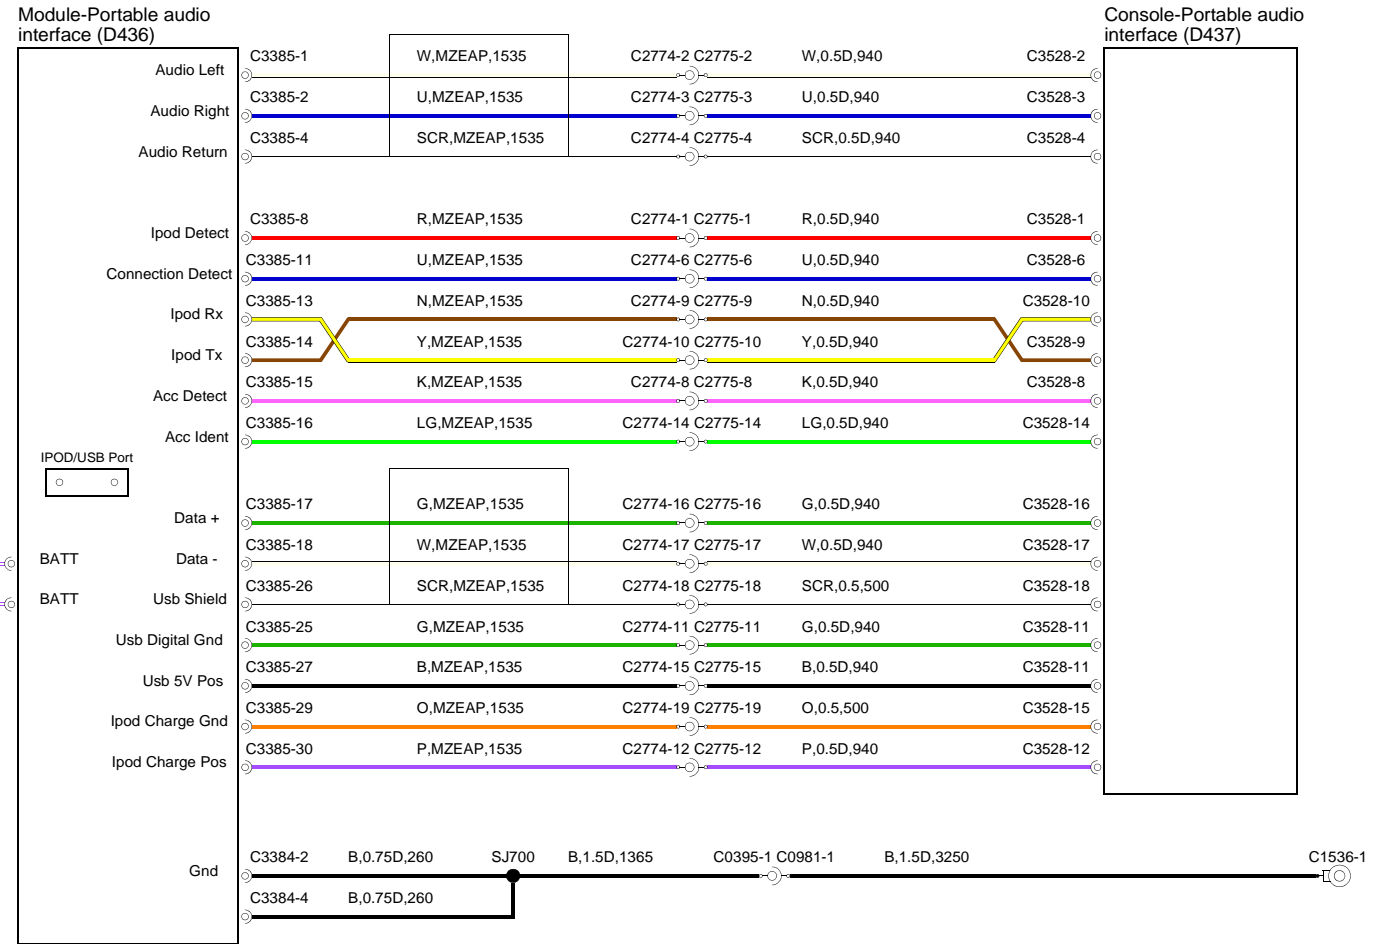 Module-Portable audio
interface (D436)
Console-Portable audio
interface (D437)
Audio Left C3385-1 W,MZEAP,1535 C2774-2 C2775-2 W,0.5D,940 C3528-2
Audio Right C3385-2 U,MZEAP,1535 C2774-3 C2775-3 U,0.5D,940 C3528-3
Audio Return C3385-4 SCR,MZEAP,1535 C2774-4 C2775-4 SCR,0.5D,940 C3528-4
Ipod Detect C3385-8 R,MZEAP,1535 C2774-1 C2775-1 R,0.5D,940 C3528-1
Connection Detect C3385-11 U,MZEAP,1535 C2774-6 C2775-6 U,0.5D,940 C3528-6
Ipod Rx C3385-13 N,MZEAP,1535 C2774-9 C2775-9 N,0.5D,940 C3528-10
Ipod Tx C3385-14 Y,MZEAP,1535 C2774-10 C2775-10 Y,0.5D,940 C3528-9
Acc Detect C3385-15 K,MZEAP,1535 C2774-8 C2775-8 K,0.5D,940 C3528-8
Acc Ident C3385-16 LG,MZEAP,1535 C2774-14 C2775-14 LG,0.5D,940 C3528-14
IPOD/USB Port
Data + C3385-17 G,MZEAP,1535 C2774-16 C2775-16 G,0.5D,940 C3528-16
BATT Data - C3385-18 W,MZEAP,1535 C2774-17 C2775-17 W,0.5D,940 C3528-17
BATT Usb Shield C3385-26 SCR,MZEAP,1535 C2774-18 C2775-18 SCR,0.5,500 C3528-18
Usb Digital Gnd C3385-25 G,MZEAP,1535 C2774-11 C2775-11 G,0.5D,940 C3528-11
Usb 5V Pos C3385-27 B,MZEAP,1535 C2774-15 C2775-15 B,0.5D,940 C3528-11
Ipod Charge Gnd C3385-29 O,MZEAP,1535 C2774-19 C2775-19 O,0.5,500 C3528-15
Ipod Charge Pos C3385-30 P,MZEAP,1535 C2774-12 C2775-12 P,0.5D,940 C3528-12
Gnd C3384-2 B,0.75D,260 SJ700 B,1.5D,1365 C0395-1 C0981-1 B,1.5D,3250 C1536-1
C3384-4 B,0.75D,260